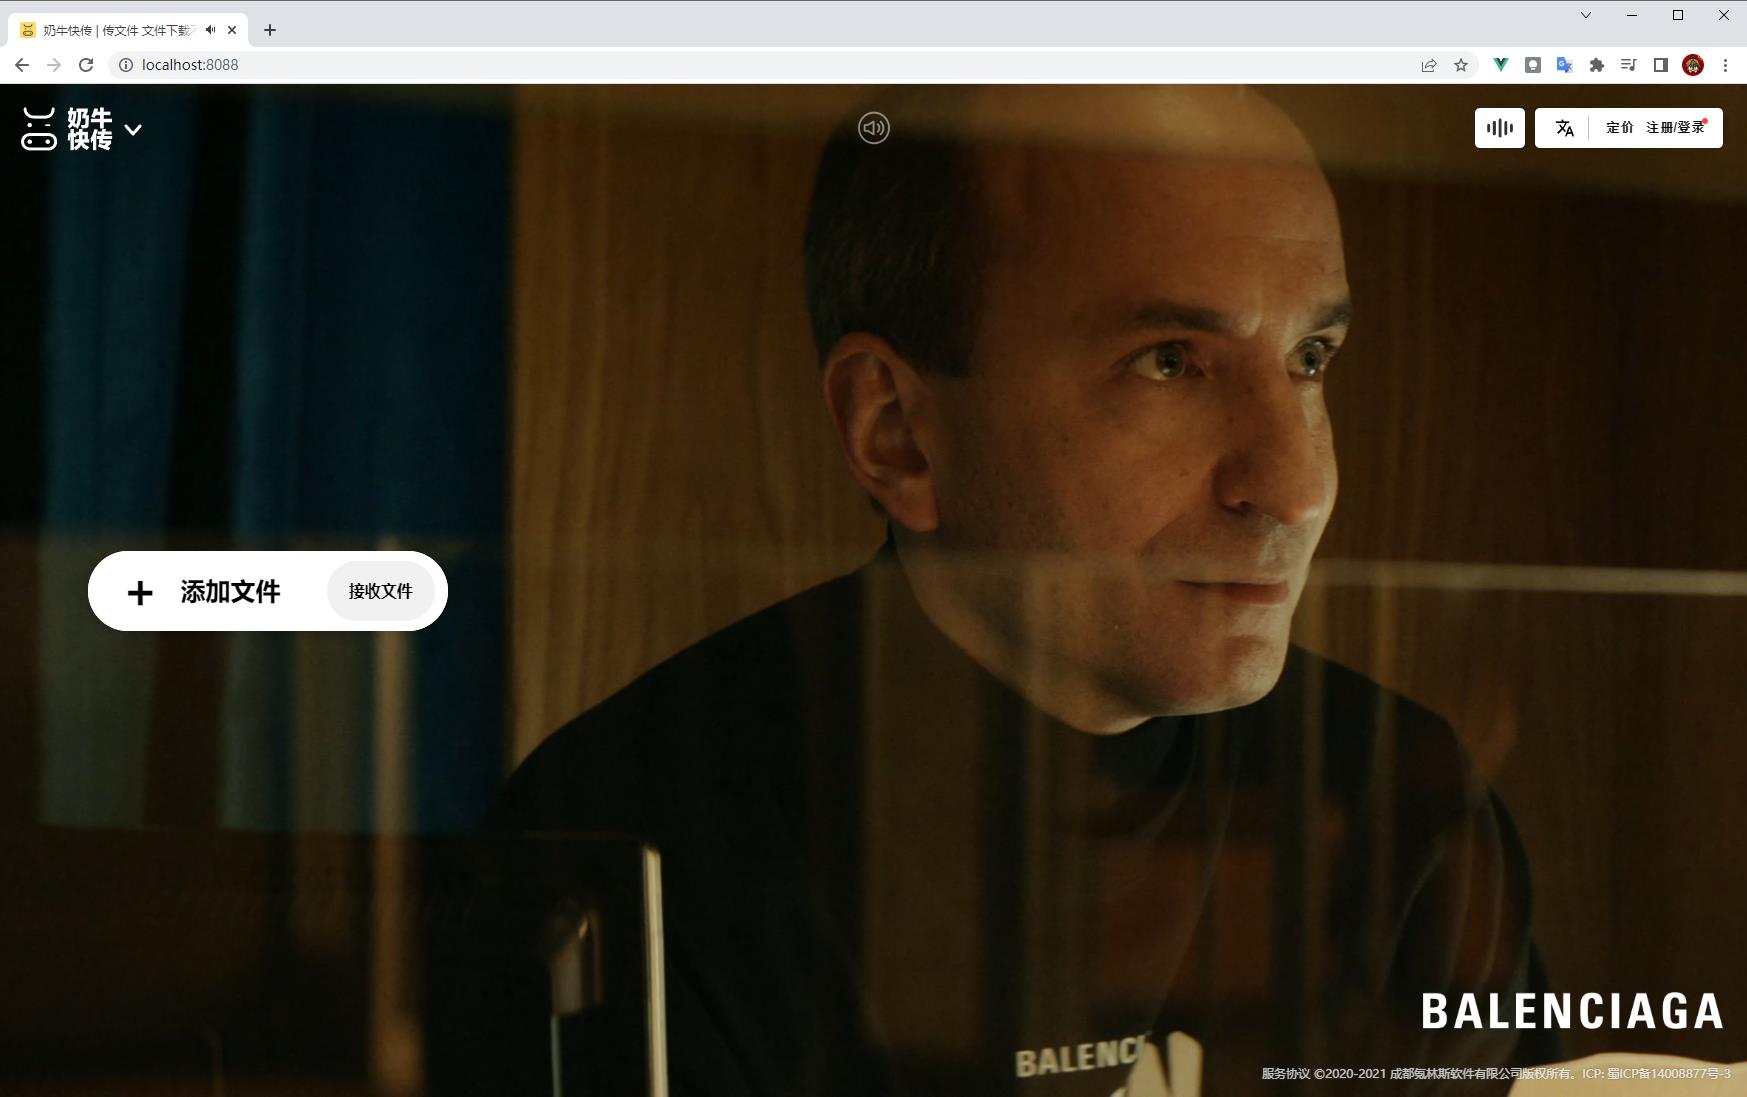 奶牛快传 | 传文件 文件下载
localhost:8088
奶牛
快传
定价 注册/登录
添加文件
接收文件
BALENCIAGA
BALENC
服务协议 ©2020-2021 成都氨林斯软件有限公司版权所有。ICP: 蜀ICP备14008877号-3